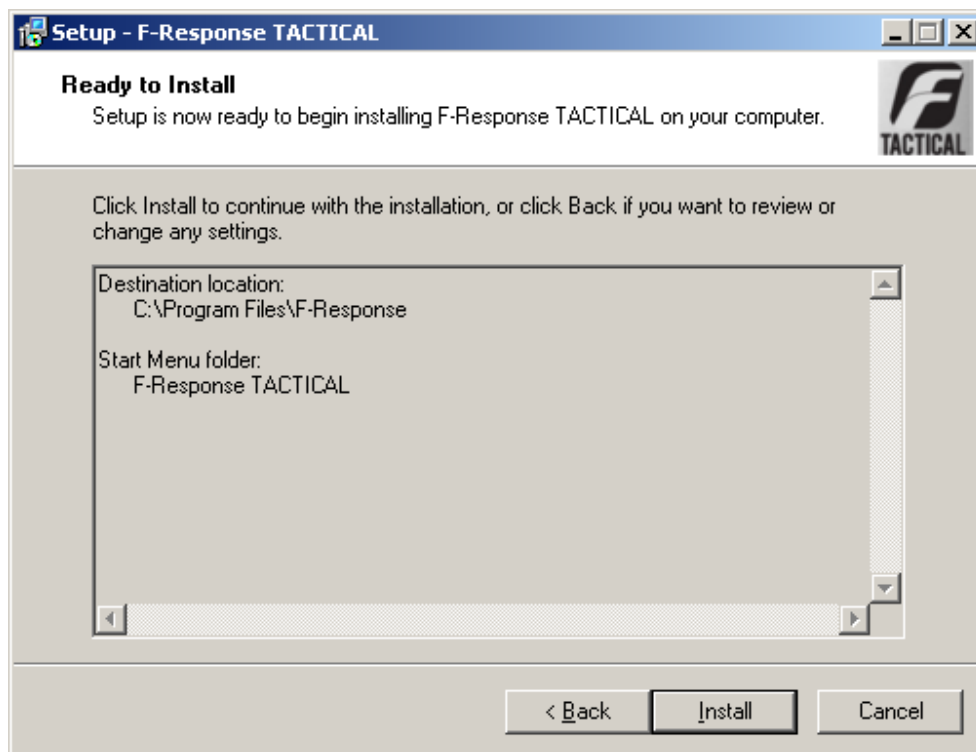 Setup - F-Response TACTICAL
Ready to Install
Setup is now ready to begin installing F-Response TACTICAL on your computer.
F
TACTICAL
Click Install to continue with the installation, or click Back if you want to review or
change any settings.
Destination location:
C:\Program Files\F-Response
Start Menu folder:
F-Response TACTICAL
< Back
Install
Cancel